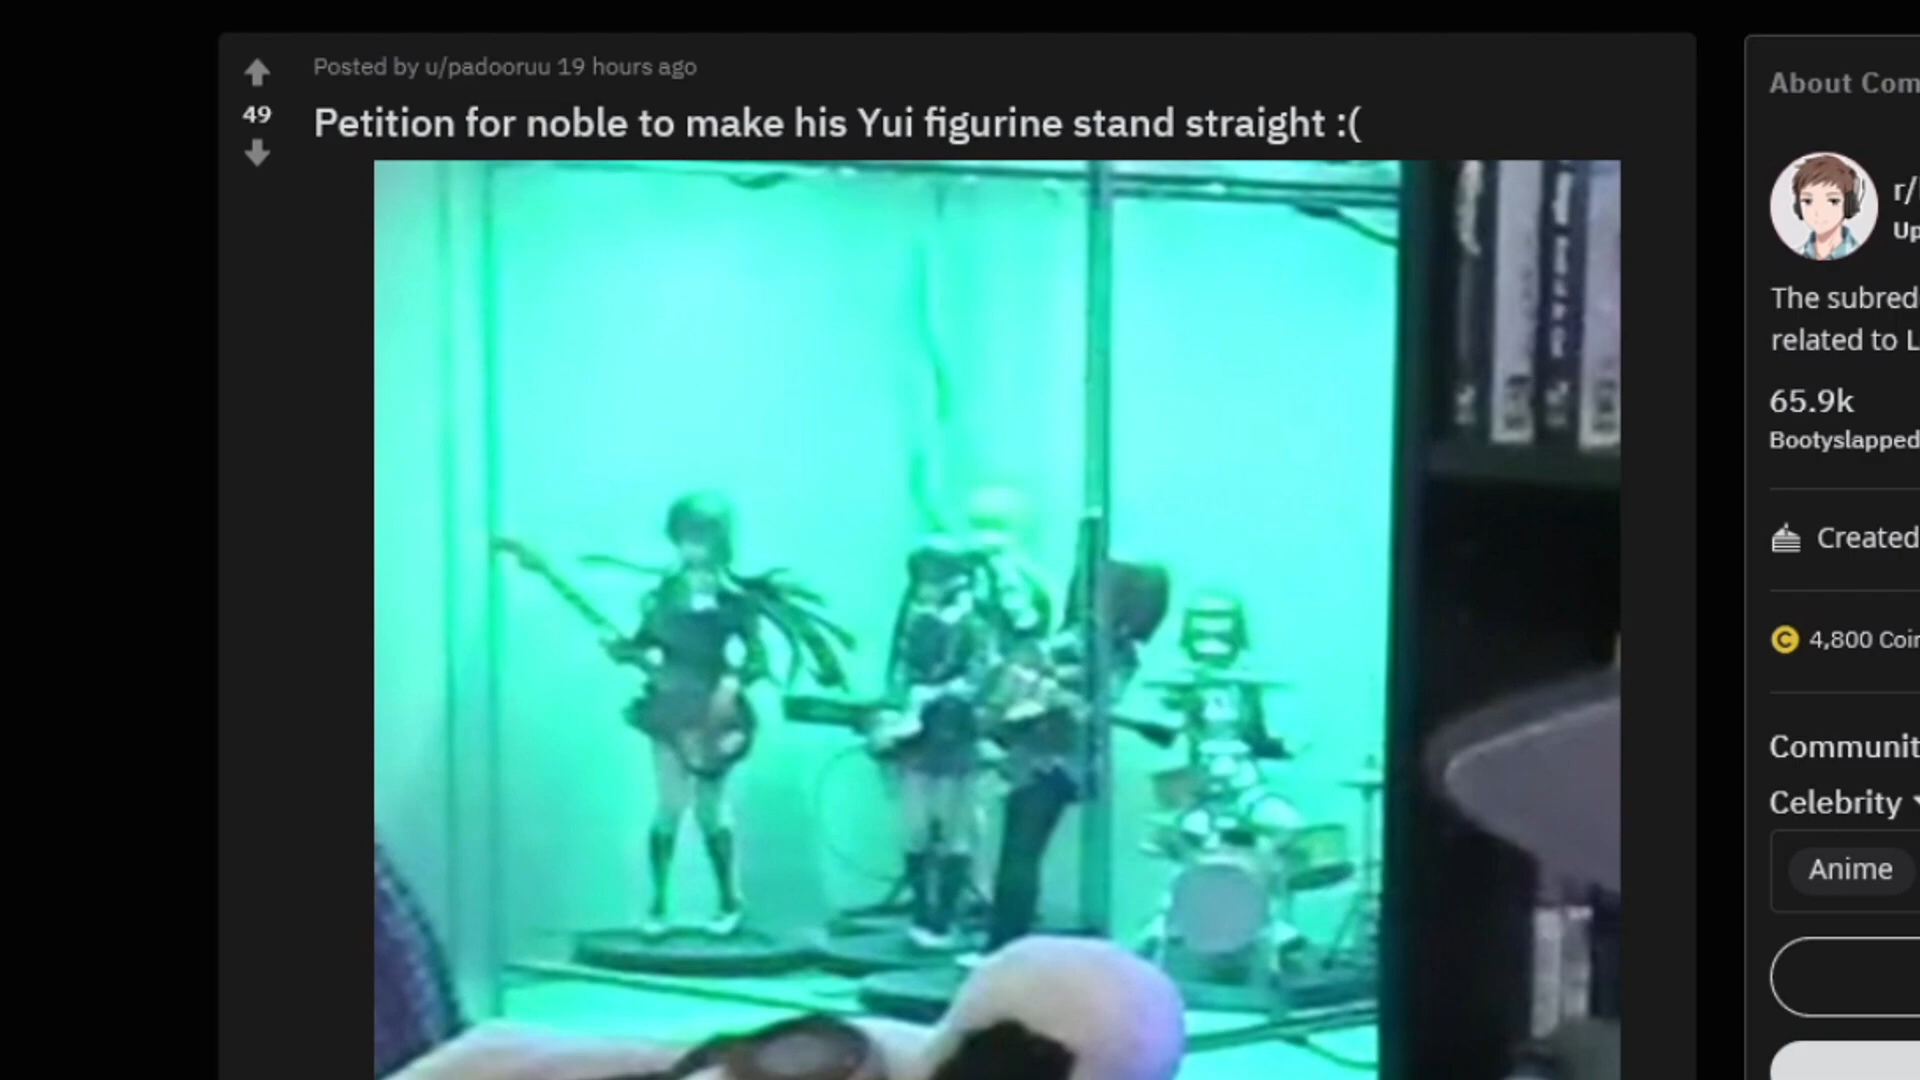 Posted by u/padooruu 19 hours ago
49
Petition for noble to make his Yui figurine stand straight :(
About Com
r/
Up
The subred
related to L
65.9k
Bootyslapped
Created
4,800 Coin
Communit
Celebrity
Anime